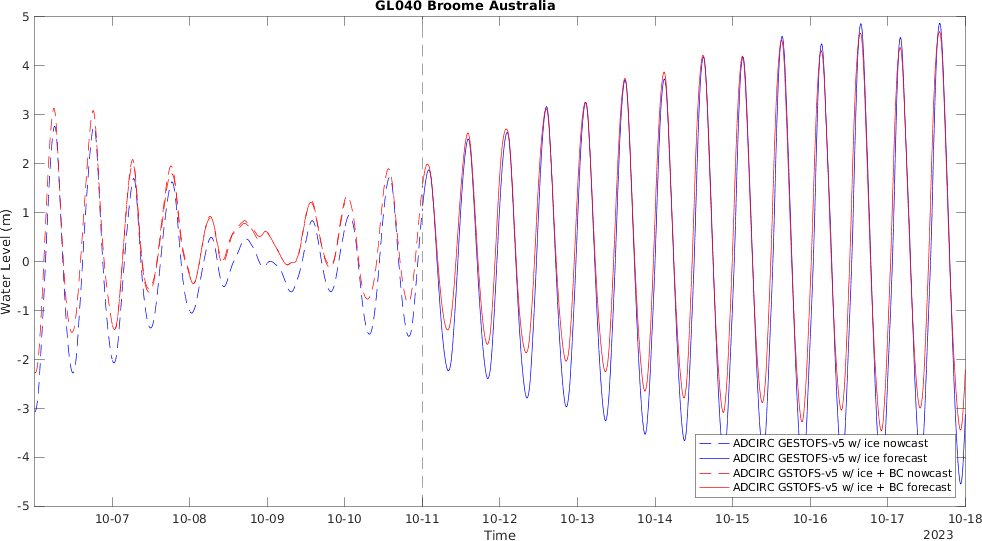 GL040 Broome Australia
5
4
3
2
1
0
-1
-2
-3
-4
-5
Water Level (m)
ADCIRC GESTOFS-v5 w/ ice nowcast
ADCIRC GESTOFS-v5 w/ ice forecast
ADCIRC GSTOFS-v5 w/ ice + BC nowcast
ADCIRC GSTOFS-v5 w/ ice + BC forecast
10-07 10-08 10-09 10-10 10-11 10-12 10-13 10-14 10-15 10-16 10-17 10-18
Time
2023